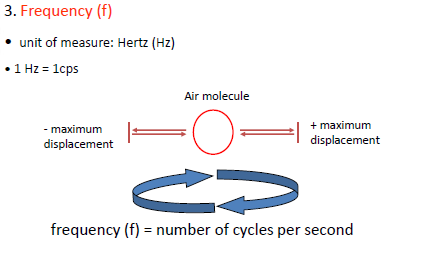 3. Frequency (f)
• unit of measure: Hertz (Hz)
• 1 Hz = 1cps
Air molecule
- maximum
displacement
+ maximum
displacement
frequency (f) = number of cycles per second